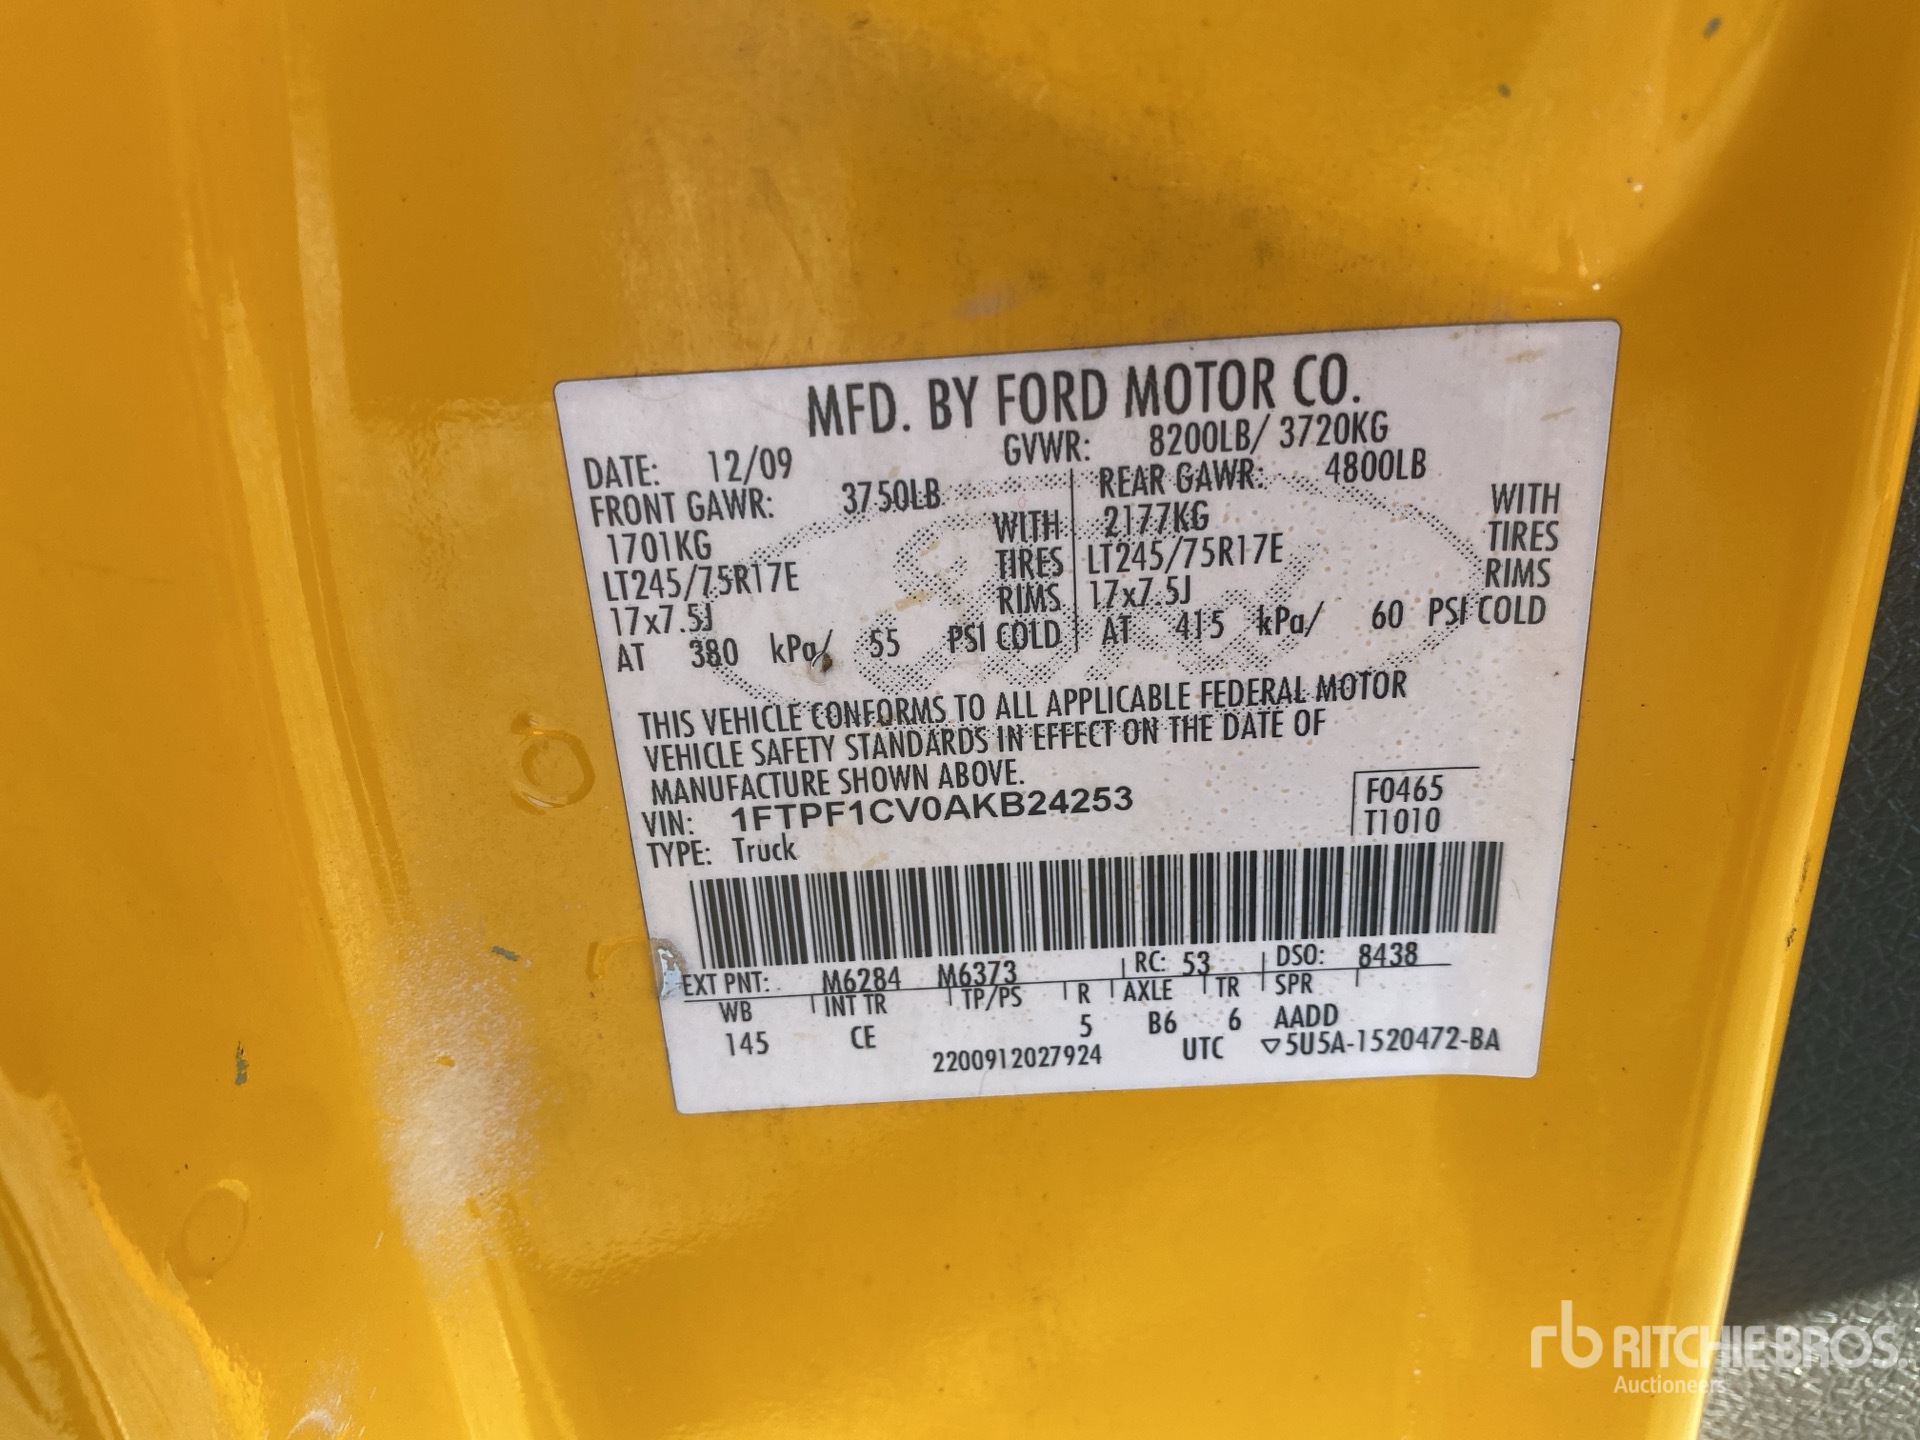 MFD. BY FORD MOTOR CO.
DATE: 12/09 GVWR: 8200LB/ 3720KG
FRONT GAWR: 3750LB REAR GAWR: 4800LB
1701KG WITH 2177KG WITH
LT245/75R17E TIRES LT245/75R17E TIRES
17x7.5J RIMS 17x7.5J RIMS
AT 380 kPa/ 55 PSI COLD AT 415 kPa/ 60 PSI COLD
THIS VEHICLE CONFORMS TO ALL APPLICABLE FEDERAL MOTOR
VEHICLE SAFETY STANDARDS IN EFFECT ON THE DATE OF
MANUFACTURE SHOWN ABOVE.
VIN: 1FTPF1CV0AKB24253 F0465
TYPE: Truck T1010
EXT PNT: M6284 M6373 RC: 53 DSO: 8438
WB INT TR TP/PS R AXLE TR SPR
145 CE 5 B6 6 AADD
2200912027924 UTC ▽5U5A-1520472-BA
rb RITCHIE BROS.
Auctioneers